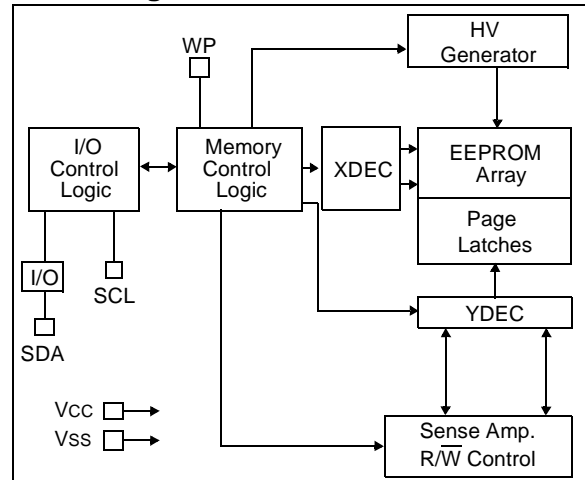 WP
HV
Generator
I/O
Control
Logic
Memory
Control
Logic
XDEC
EEPROM
Array
Page
Latches
I/O
SCL
SDA
YDEC
VCC
VSS
Sense Amp.
R/W̅ Control